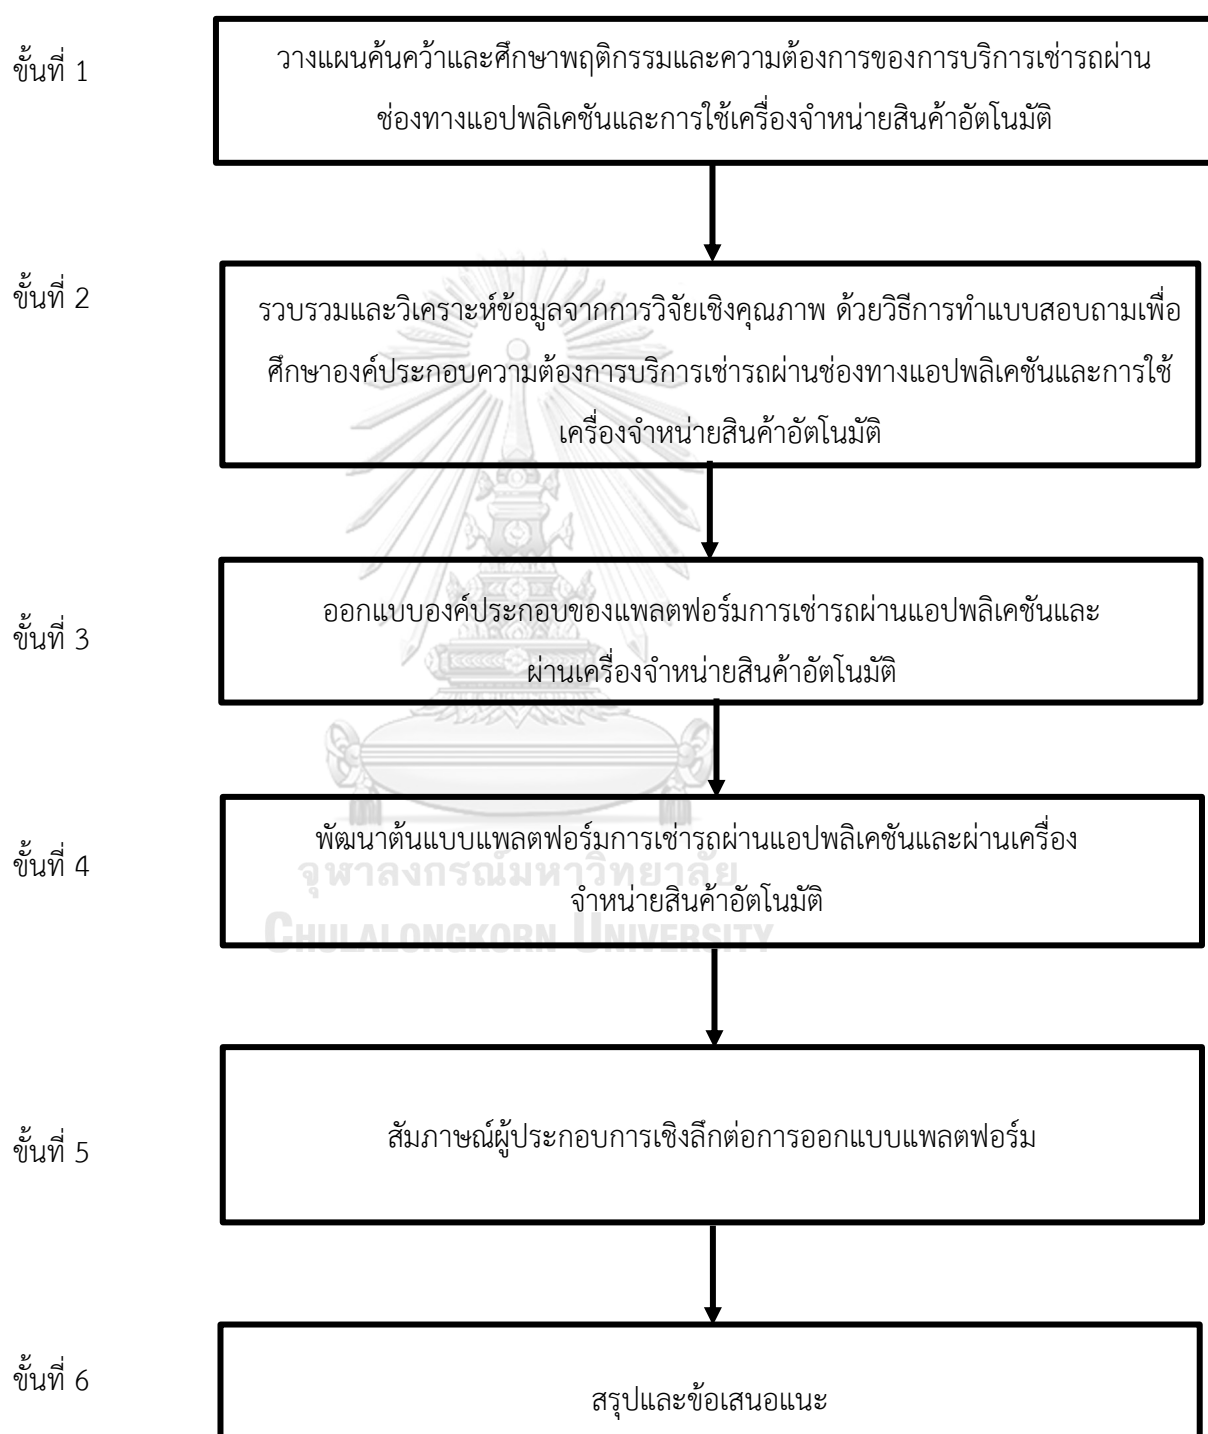 ขั้นที่ 1
วางแผนค้นคว้าและศึกษาพฤติกรรมและความต้องการของการบริการเช่ารถผ่าน
ช่องทางแอปพลิเคชันและการใช้เครื่องจำหน่ายสินค้าอัตโนมัติ
ขั้นที่ 2
รวบรวมและวิเคราะห์ข้อมูลจากการวิจัยเชิงคุณภาพ ด้วยวิธีการทำแบบสอบถามเพื่อ
ศึกษาองค์ประกอบความต้องการบริการเช่ารถผ่านช่องทางแอปพลิเคชันและการใช้
เครื่องจำหน่ายสินค้าอัตโนมัติ
ขั้นที่ 3
ออกแบบองค์ประกอบของแพลตฟอร์มการเช่ารถผ่านแอปพลิเคชันและ
ผ่านเครื่องจำหน่ายสินค้าอัตโนมัติ
ขั้นที่ 4
พัฒนาต้นแบบแพลตฟอร์มการเช่ารถผ่านแอปพลิเคชันและผ่านเครื่อง
จำหน่ายสินค้าอัตโนมัติ
จุฬาลงกรณ์มหาวิทยาลัย
CHULALONGKORN UNIVERSITY
ขั้นที่ 5
สัมภาษณ์ผู้ประกอบการเชิงลึกต่อการออกแบบแพลตฟอร์ม
ขั้นที่ 6
สรุปและข้อเสนอแนะ